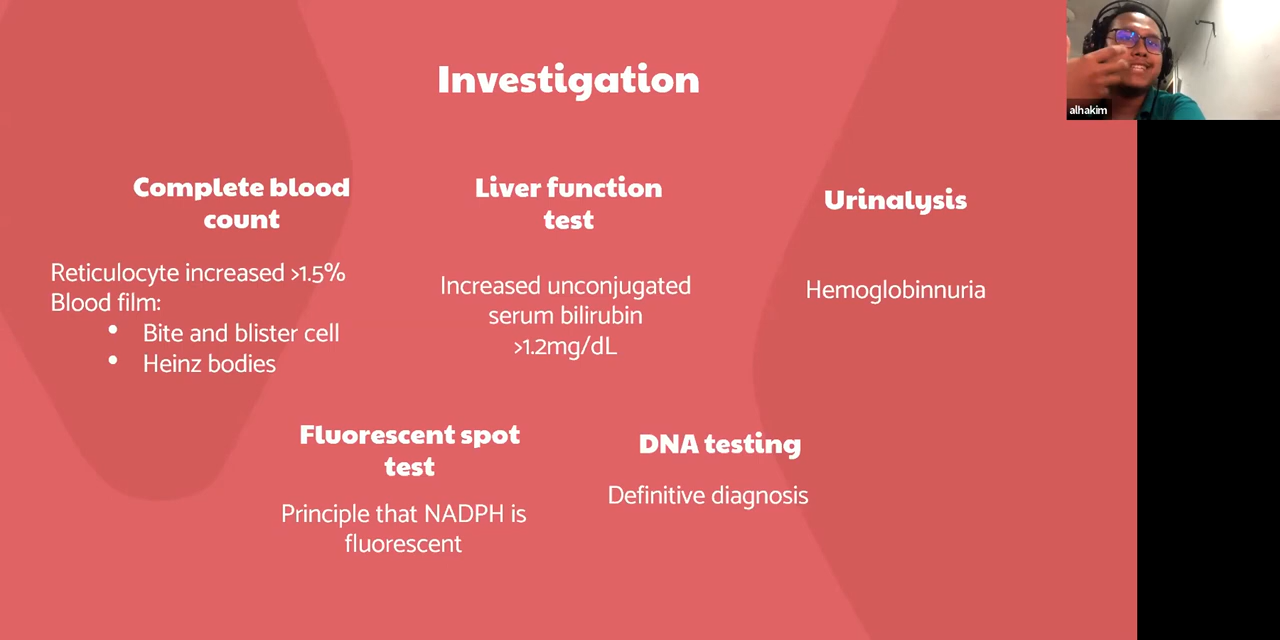 Investigation
Complete blood
count
Reticulocyte increased >1.5%
Blood film:
• Bite and blister cell
• Heinz bodies
Liver function
test
Increased unconjugated
serum bilirubin
>1.2mg/dL
Urinalysis
Hemoglobinnuria
Fluorescent spot
test
Principle that NADPH is
fluorescent
DNA testing
Definitive diagnosis
alhakim